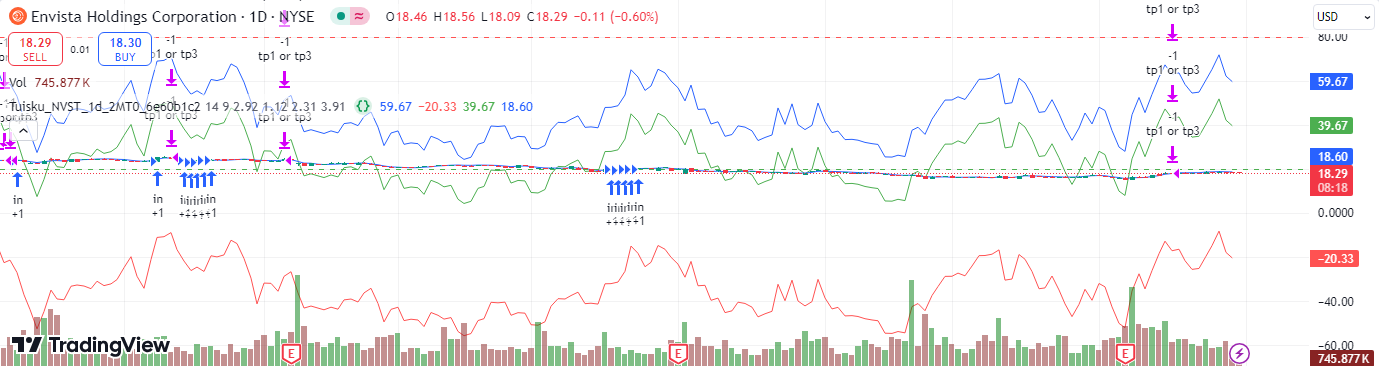 Envista Holdings Corporation · 1D · NYSE
O18.46 H18.56 L18.09 C18.29 −0.11 (−0.60%)
18.29
SELL
0.01
18.30
BUY
Vol 745.877 K
Tuisku_NVST_1d_2MT0_6e60b1c2 14 9 2.92 1.12 2.31 3.91 59.67 −20.33 39.67 18.60
-1
tp1 or tp3
tp1 or tp3
-1
tp1 or tp3
tp1 or tp3
tp1 or tp3
-1
tp1 or tp3
-1
tp1 or tp3
in
+1
in
+1
in
+1
+1
E
E
E
USD
80.00
59.67
39.67
18.60
18.29
08:18
0.0000
−20.33
−40.00
−60.00
745.877 K
TradingView